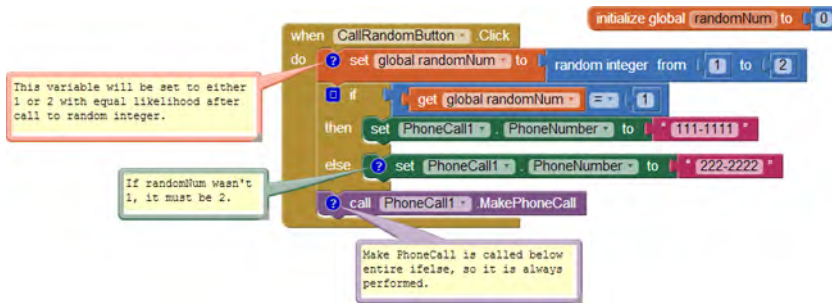 initialize global randomNum to 0
when CallRandomButton .Click
do ? set global randomNum to random integer from 1 to 2
This variable will be set to either
1 or 2 with equal likelihood after
call to random integer.
if get global randomNum = 1
then set PhoneCall1 . PhoneNumber to " 111-1111 "
else ? set PhoneCall1 . PhoneNumber to " 222-2222 "
If randomNum wasn't
1, it must be 2.
? call PhoneCall1 .MakePhoneCall
Make PhoneCall is called below
entire ifelse, so it is always
performed.